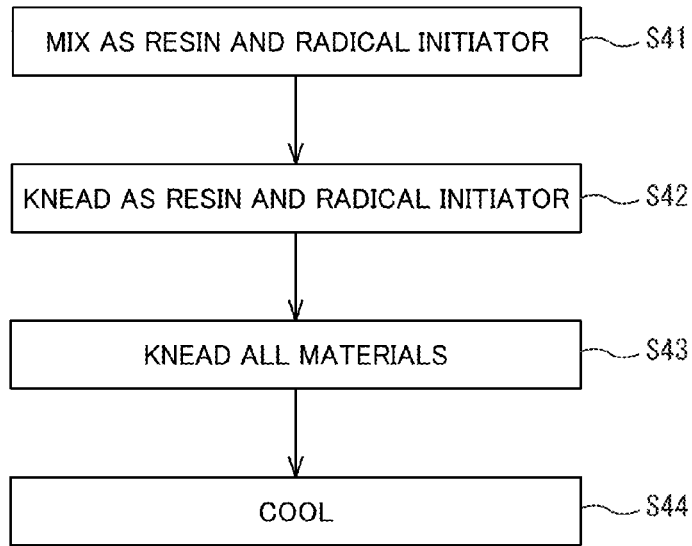 MIX AS RESIN AND RADICAL INITIATOR S41
KNEAD AS RESIN AND RADICAL INITIATOR S42
KNEAD ALL MATERIALS S43
COOL S44